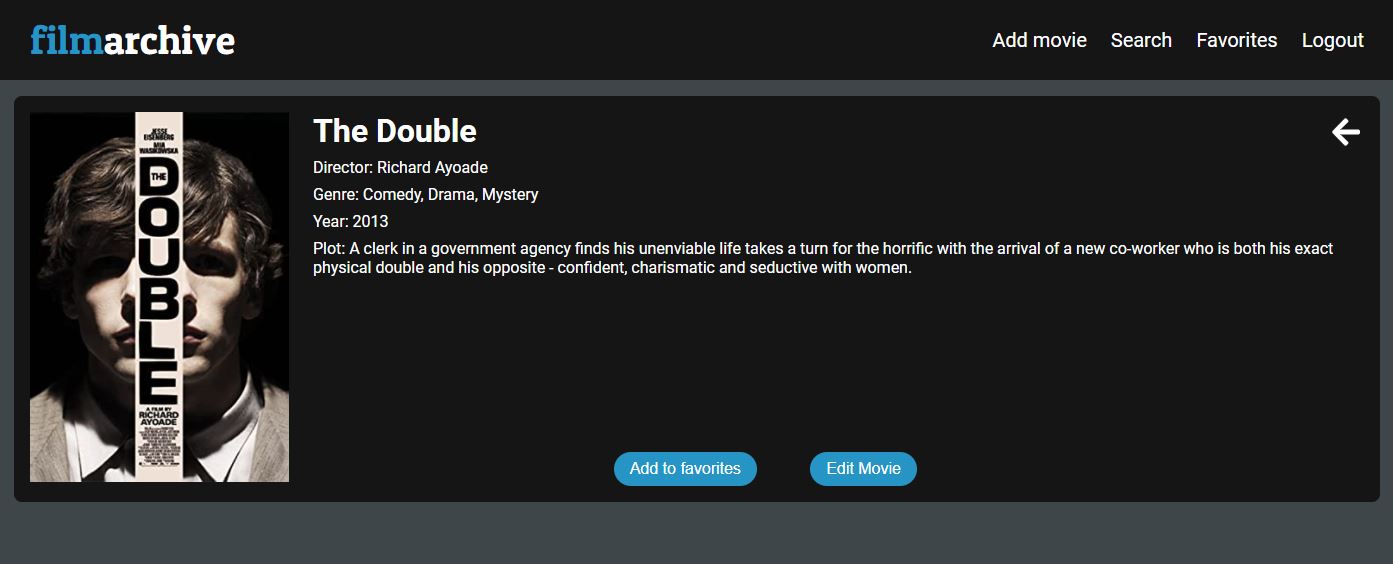 filmarchive
Add movie Search Favorites Logout
The Double
Director: Richard Ayoade
Genre: Comedy, Drama, Mystery
Year: 2013
Plot: A clerk in a government agency finds his unenviable life takes a turn for the horrific with the arrival of a new co-worker who is both his exact
physical double and his opposite - confident, charismatic and seductive with women.
JESSE
EISENBERG
MIA
WASIKOWSKA
THE
DOUBLE
A FILM BY
RICHARD
AYOADE
Add to favorites Edit Movie